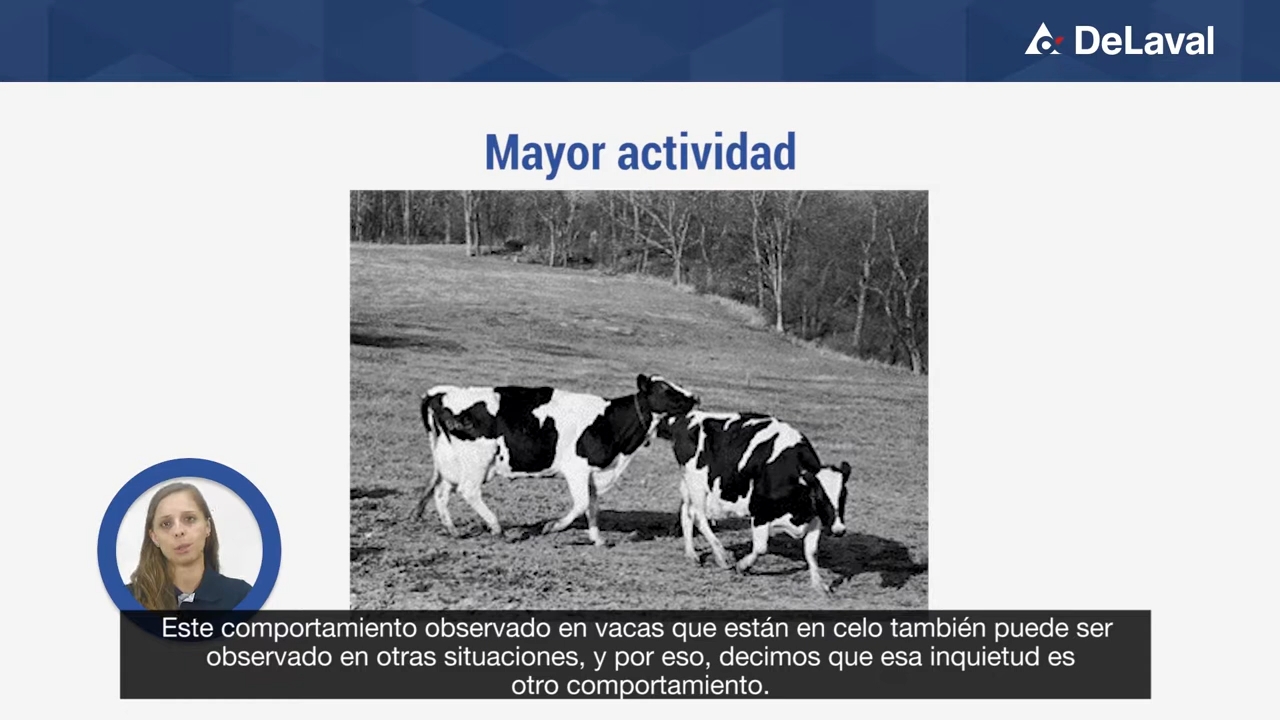 DeLaval
Mayor actividad
Este comportamiento observado en vacas que están en celo también puede ser
observado en otras situaciones, y por eso, decimos que esa inquietud es
otro comportamiento.